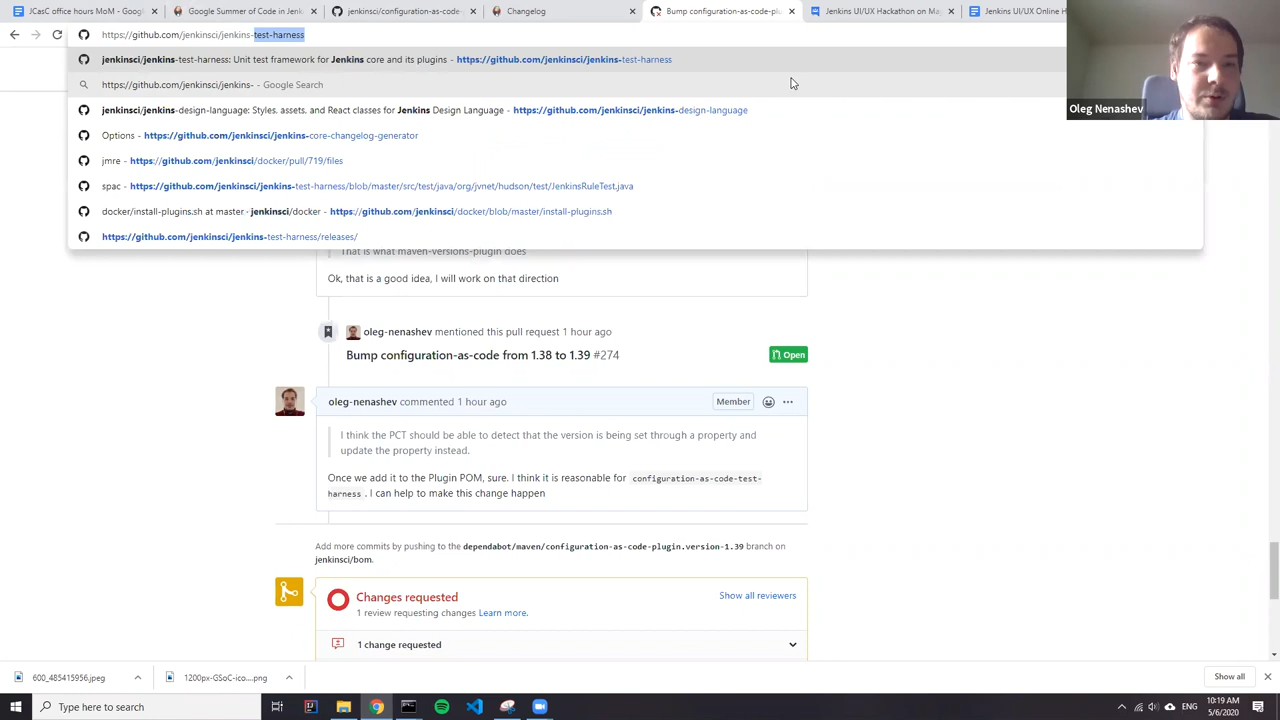 JCasC office hours MoM - Google
Google Summer of Code in Jenk
jenkinsci/configuration-as-code-
Changelog
Bump configuration-as-code-plu
Jenkins UI/UX Hackathon on Ma
Jenkins UI/UX Online H
https://github.com/jenkinsci/jenkins-test-harness
jenkinsci/jenkins-test-harness: Unit test framework for Jenkins core and its plugins - https://github.com/jenkinsci/jenkins-test-harness
https://github.com/jenkinsci/jenkins- - Google Search
jenkinsci/jenkins-design-language: Styles, assets, and React classes for Jenkins Design Language - https://github.com/jenkinsci/jenkins-design-language
Options - https://github.com/jenkinsci/jenkins-core-changelog-generator
jmre - https://github.com/jenkinsci/docker/pull/719/files
spac - https://github.com/jenkinsci/jenkins-test-harness/blob/master/src/test/java/org/jvnet/hudson/test/JenkinsRuleTest.java
docker/install-plugins.sh at master · jenkinsci/docker - https://github.com/jenkinsci/docker/blob/master/install-plugins.sh
https://github.com/jenkinsci/jenkins-test-harness/releases/
Oleg Nenashev
That is what maven-versions-plugin does
Ok, that is a good idea, I will work on that direction
oleg-nenashev mentioned this pull request 1 hour ago
Bump configuration-as-code from 1.38 to 1.39 #274
Open
oleg-nenashev commented 1 hour ago
Member
I think the PCT should be able to detect that the version is being set through a property and
update the property instead.
Once we add it to the Plugin POM, sure. I think it is reasonable for configuration-as-code-test-
harness . I can help to make this change happen
Add more commits by pushing to the dependabot/maven/configuration-as-code-plugin.version-1.39 branch on
jenkinsci/bom.
Changes requested
Show all reviewers
1 review requesting changes Learn more.
1 change requested
600_485415956.jpeg
1200px-GSoC-ico....png
Show all
Type here to search
ENG
10:19 AM
5/6/2020